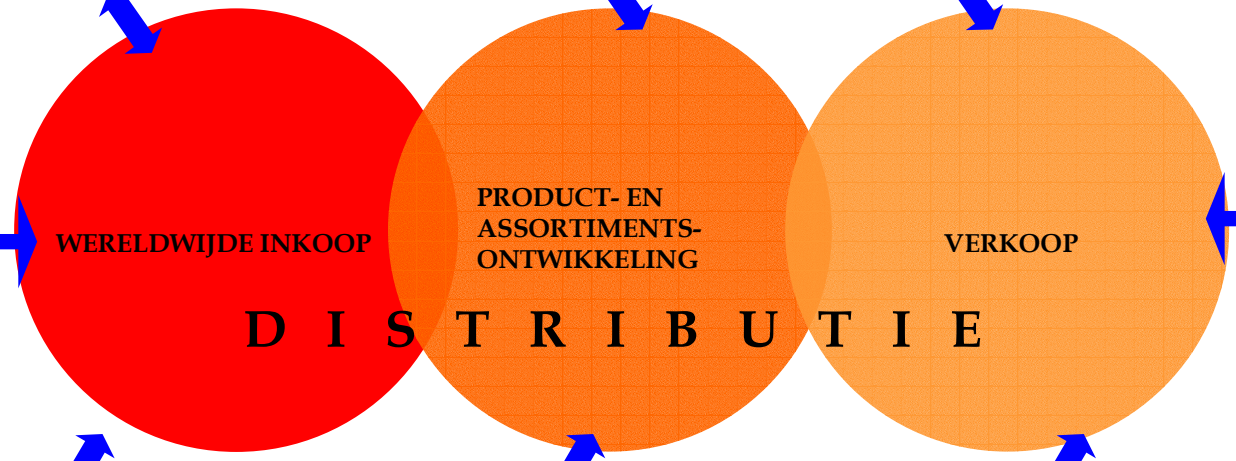 WERELDWIJDE INKOOP
PRODUCT- EN
ASSORTIMENTS-
ONTWIKKELING
VERKOOP
D I S T R I B U T I E